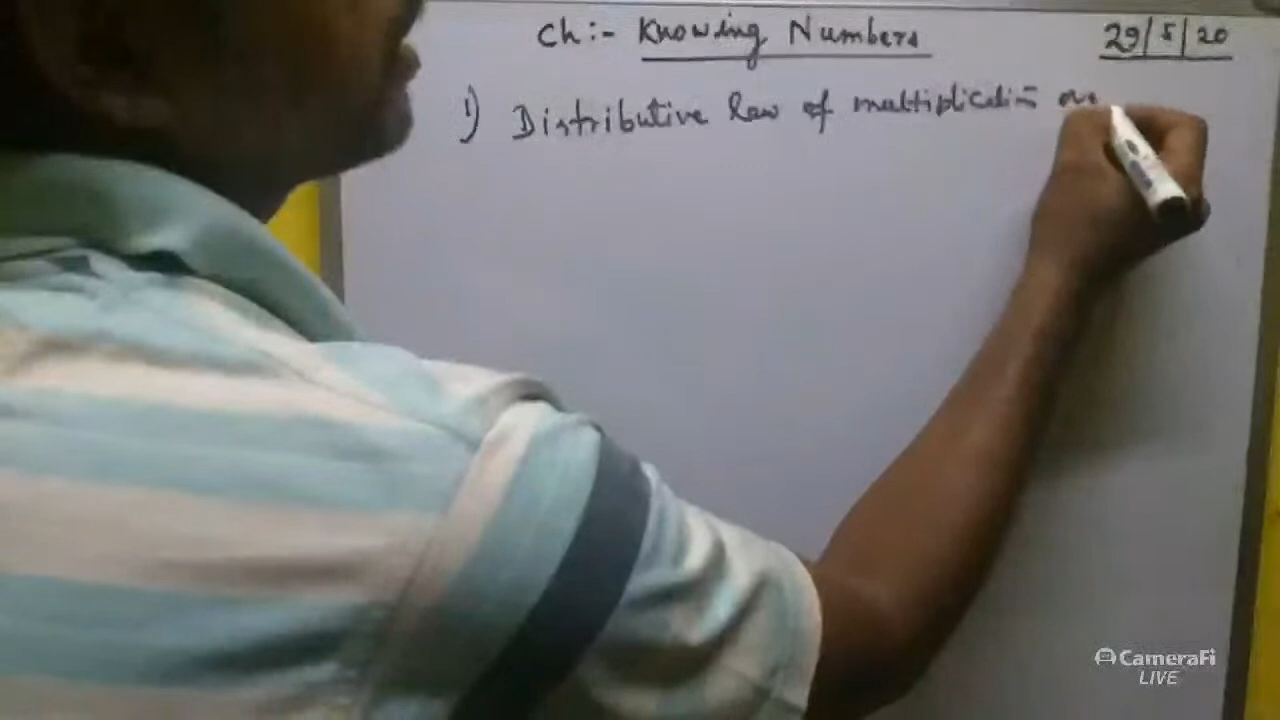 Ch:- Knowing Numbers 29/5/20
1) Distributive law of multiplication
CameraFi
LIVE